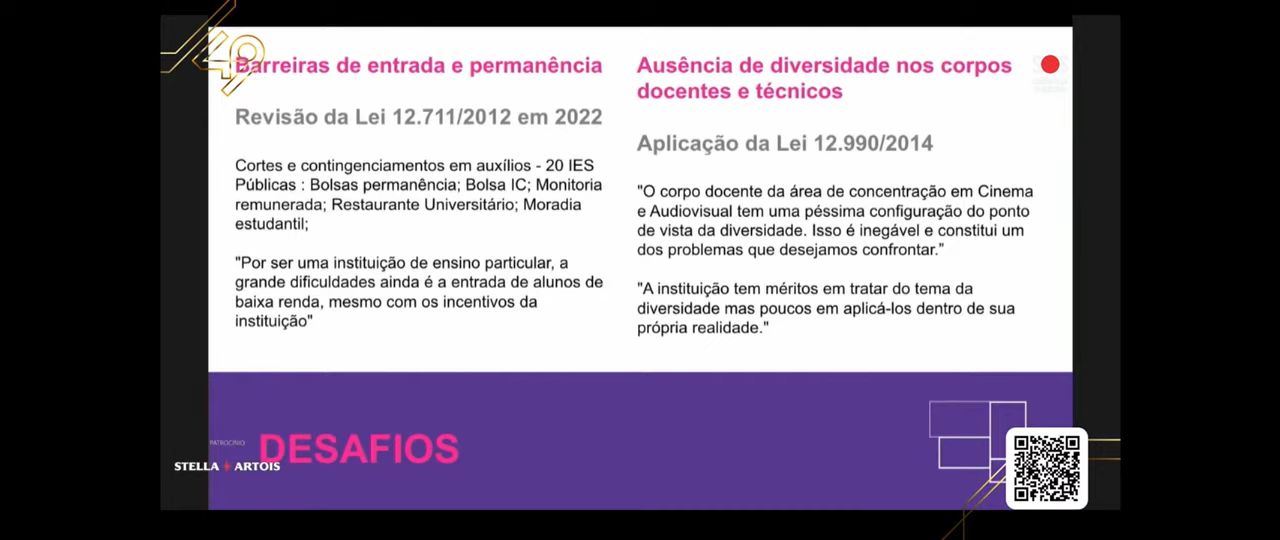 49
Barreiras de entrada e permanência
Revisão da Lei 12.711/2012 em 2022
Cortes e contingenciamentos em auxílios - 20 IES
Públicas : Bolsas permanência; Bolsa IC; Monitoria
remunerada; Restaurante Universitário; Moradia
estudantil;
"Por ser uma instituição de ensino particular, a
grande dificuldades ainda é a entrada de alunos de
baixa renda, mesmo com os incentivos da
instituição"
Ausência de diversidade nos corpos
docentes e técnicos
Aplicação da Lei 12.990/2014
"O corpo docente da área de concentração em Cinema
e Audiovisual tem uma péssima configuração do ponto
de vista da diversidade. Isso é inegável e constitui um
dos problemas que desejamos confrontar."
"A instituição tem méritos em tratar do tema da
diversidade mas poucos em aplicá-los dentro de sua
própria realidade."
DESAFIOS
PATROCÍNIO
STELLA ARTOIS